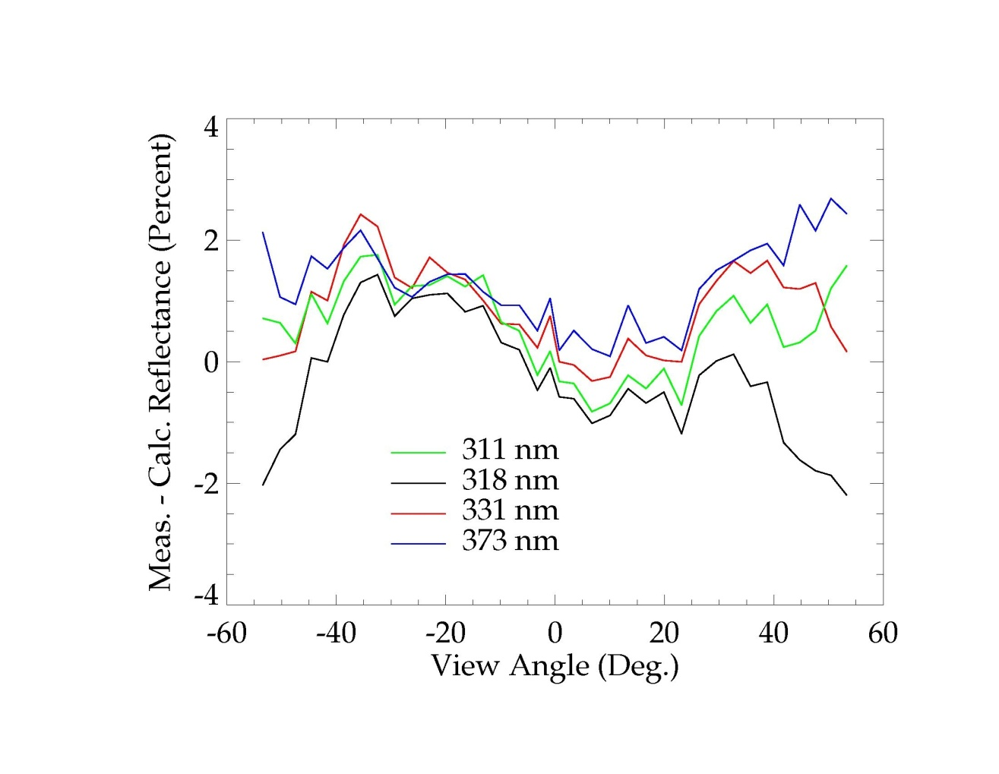 Meas. - Calc. Reflectance (Percent)
4
2
0
-2
-4
311 nm
318 nm
331 nm
373 nm
-60 -40 -20 0 20 40 60
View Angle (Deg.)